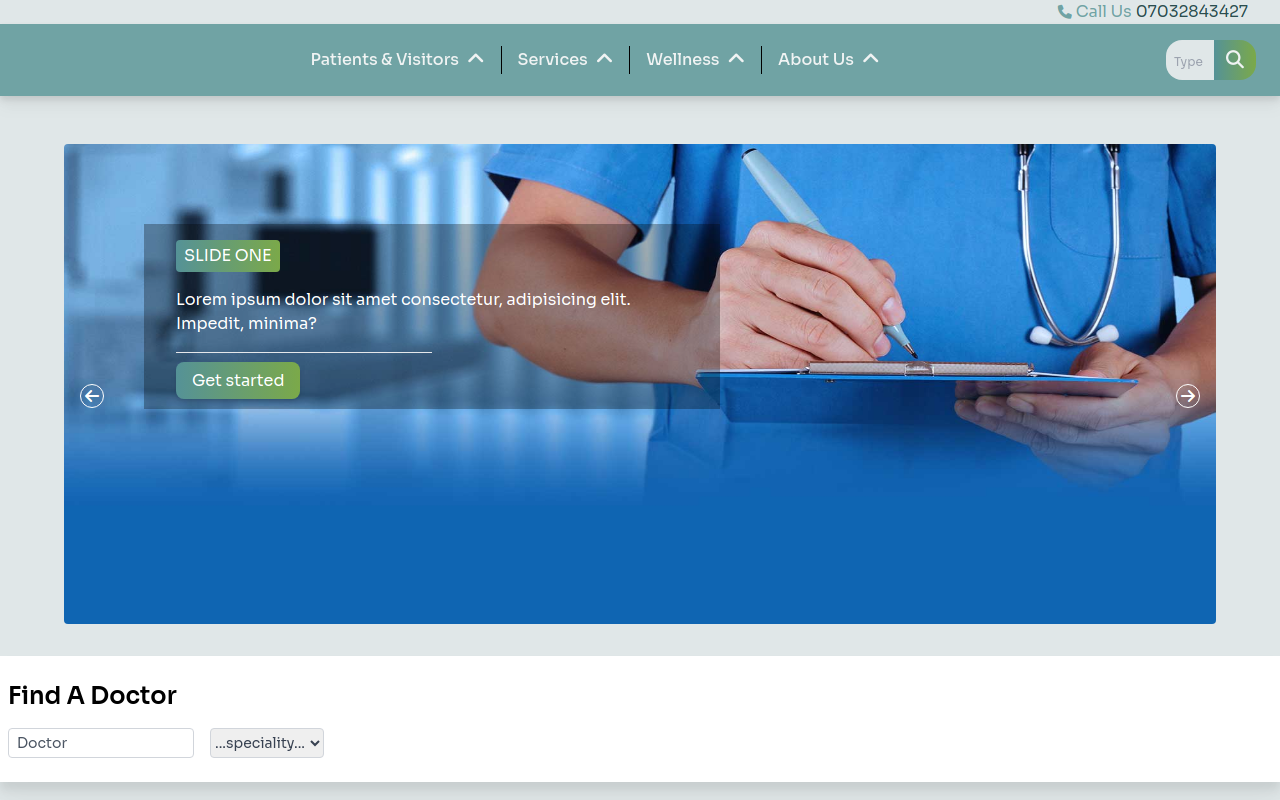 Call Us 07032843427
Patients & Visitors
Services
Wellness
About Us
Type
SLIDE ONE
Lorem ipsum dolor sit amet consectetur, adipisicing elit.
Impedit, minima?
Get started
Find A Doctor
Doctor
...speciality...